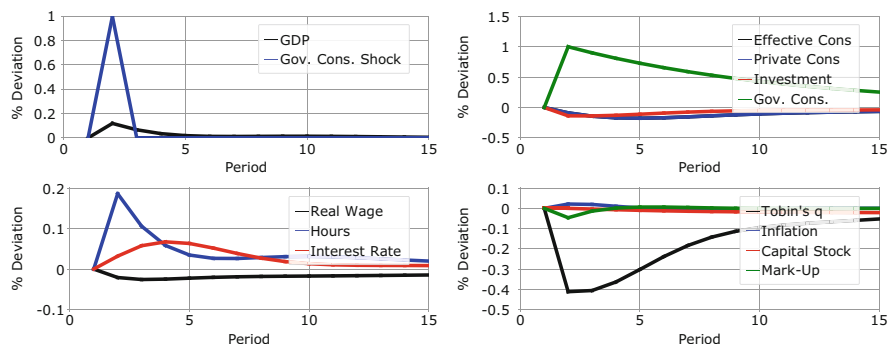 % Deviation
1
0.8
0.6
0.4
0.2
0
0
5
10
15
Period
GDP
Gov. Cons. Shock
% Deviation
1.5
1
0.5
0
-0.5
0
5
10
15
Period
Effective Cons
Private Cons
Investment
Gov. Cons.
% Deviation
0.2
0.1
0
-0.1
0
5
10
15
Period
Real Wage
Hours
Interest Rate
% Deviation
0.1
0
-0.1
-0.2
-0.3
-0.4
-0.5
0
5
10
15
Period
Tobin's q
Inflation
Capital Stock
Mark-Up